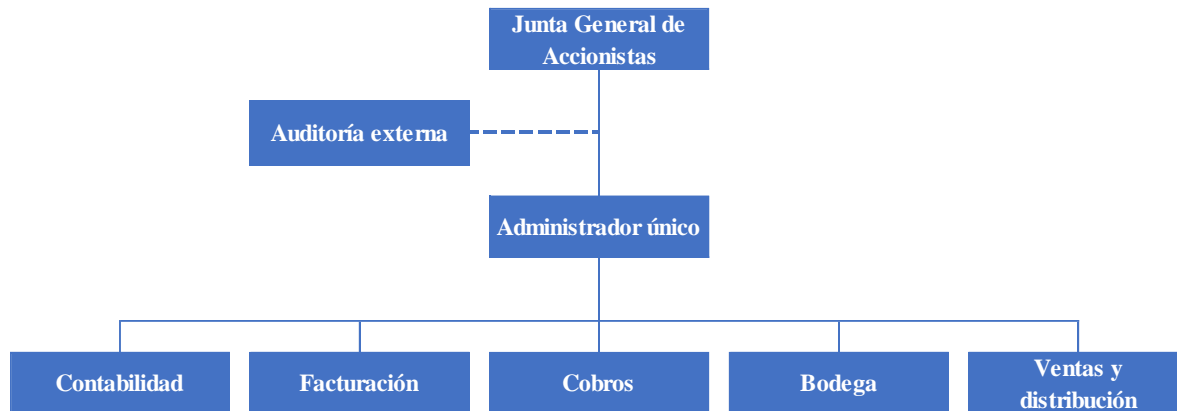 Junta General de
Accionistas
Auditoría externa
Administrador único
Contabilidad
Facturación
Cobros
Bodega
Ventas y
distribución